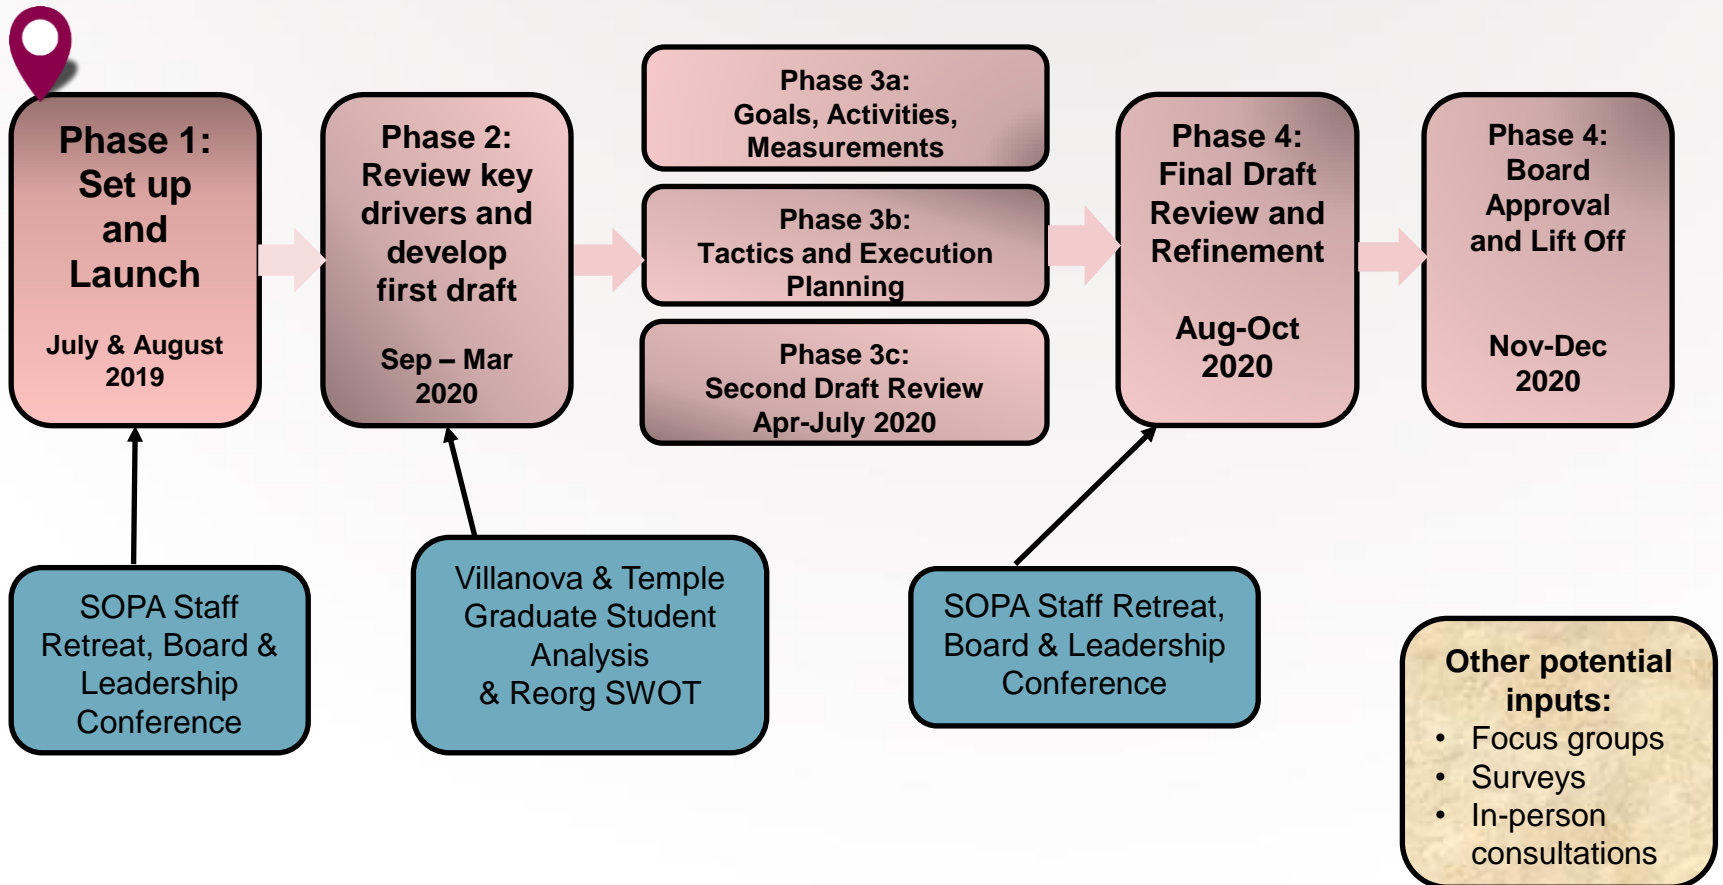 Phase 1:
Set up
and
Launch
July & August
2019
Phase 2:
Review key
drivers and
develop
first draft
Sep – Mar
2020
Phase 3a:
Goals, Activities,
Measurements
Phase 3b:
Tactics and Execution
Planning
Phase 3c:
Second Draft Review
Apr-July 2020
Phase 4:
Final Draft
Review and
Refinement
Aug-Oct
2020
Phase 4:
Board
Approval
and Lift Off
Nov-Dec
2020
SOPA Staff
Retreat, Board &
Leadership
Conference
Villanova & Temple
Graduate Student
Analysis
& Reorg SWOT
SOPA Staff Retreat,
Board & Leadership
Conference
Other potential
inputs:
• Focus groups
• Surveys
• In-person
consultations